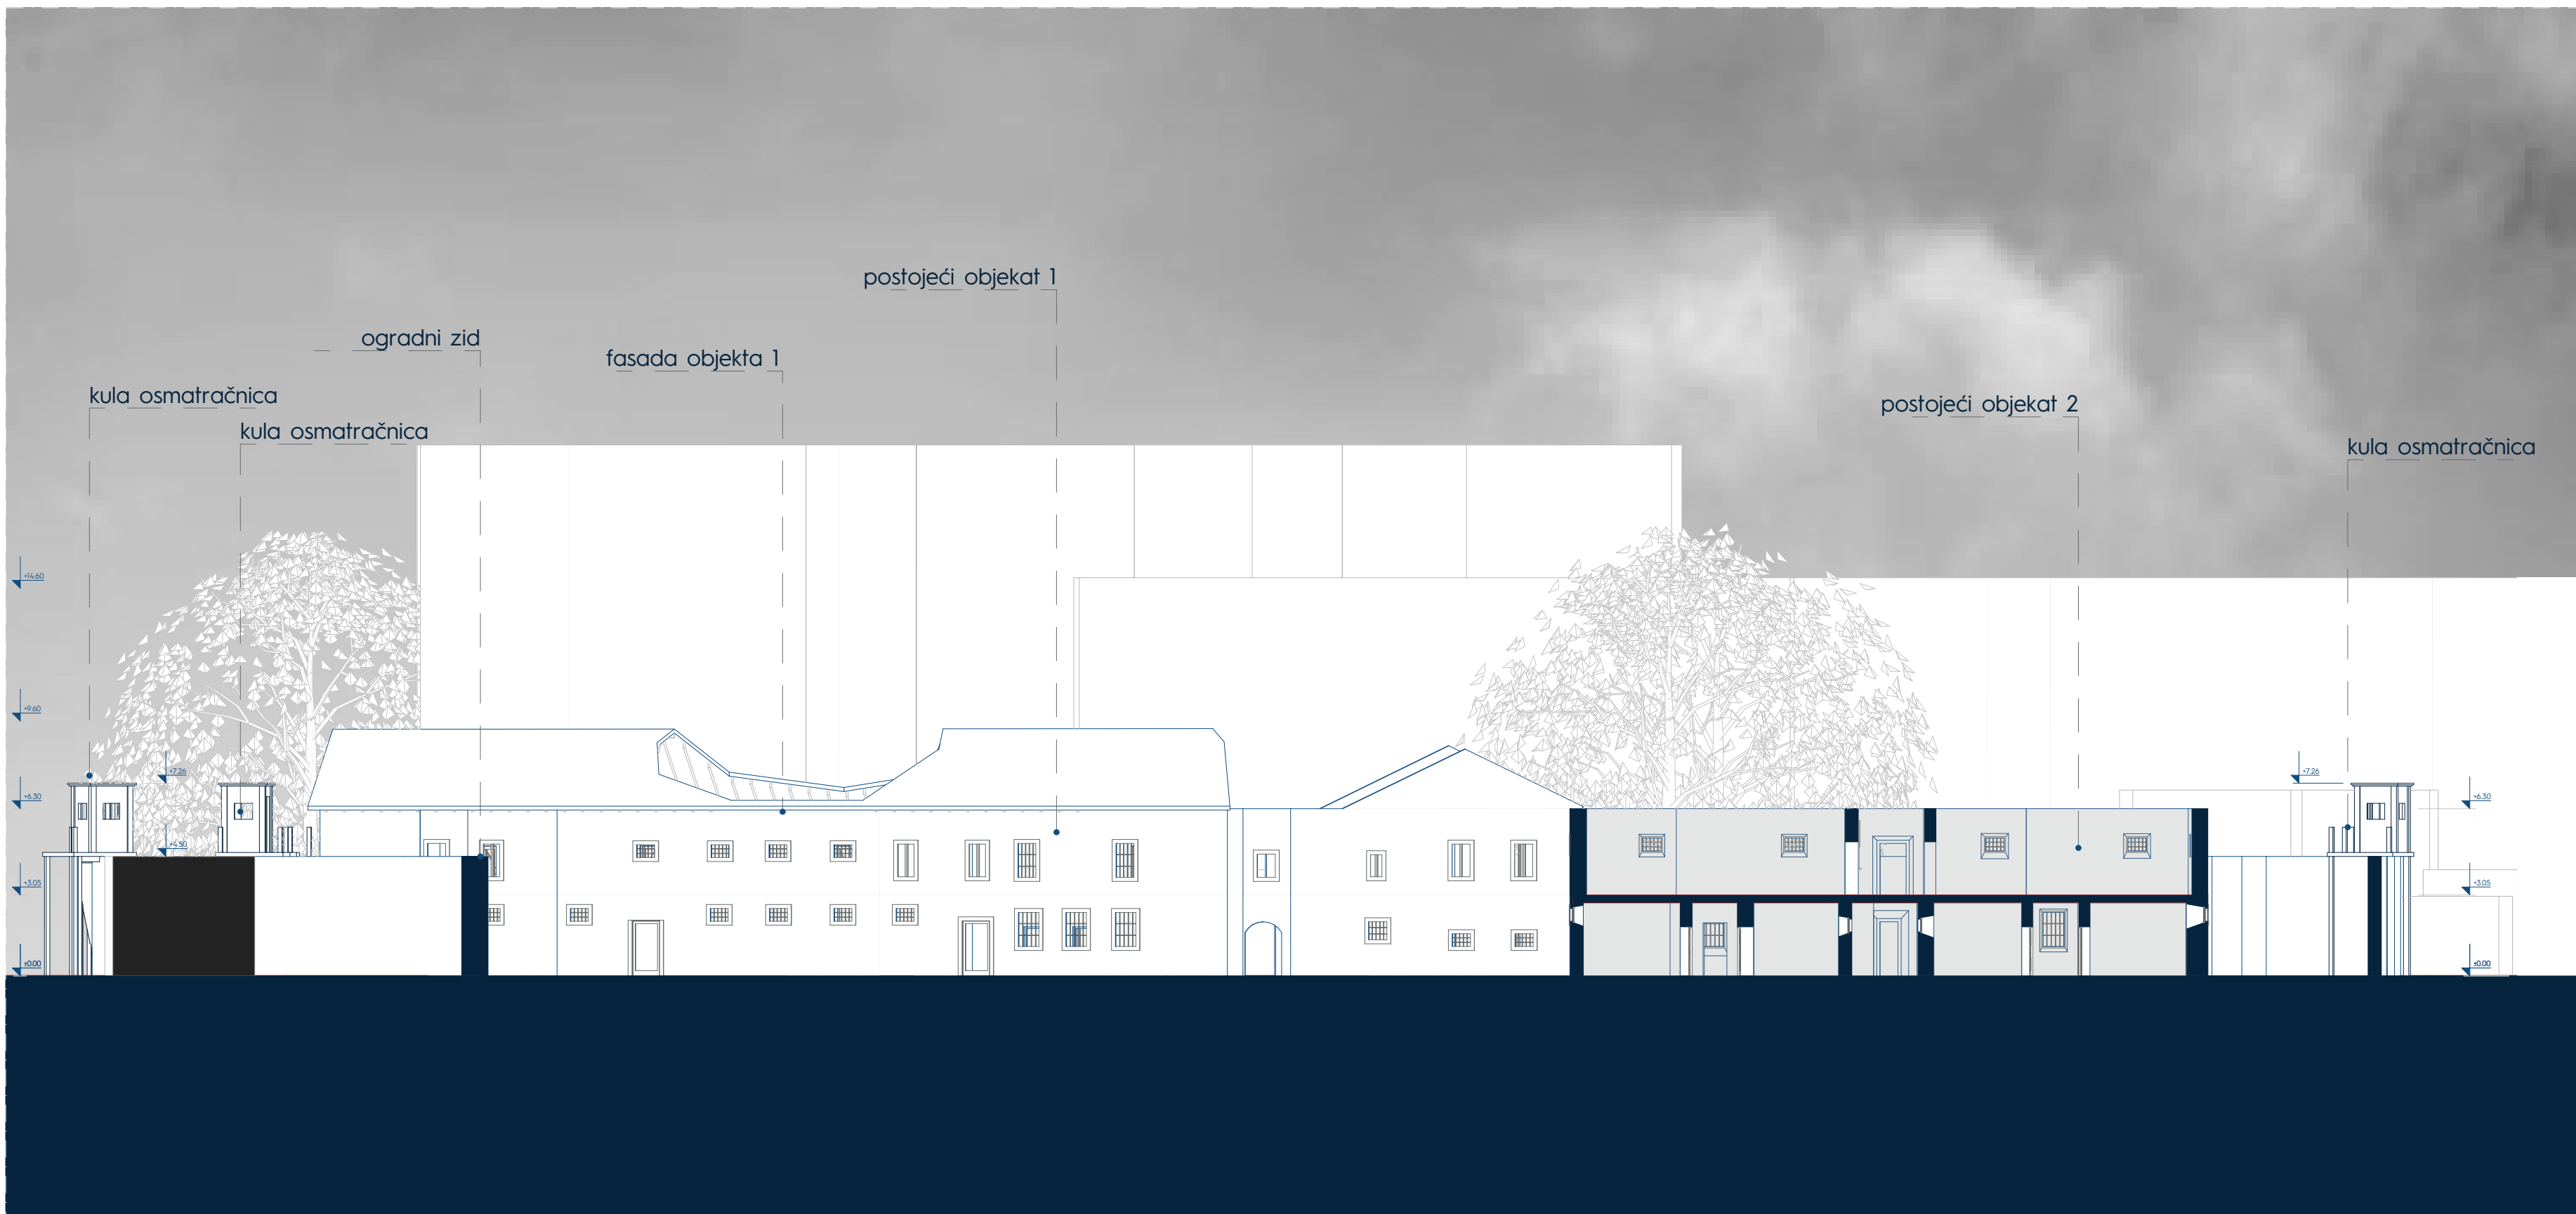 postojeći objekat 1
ogradni zid
fasada objekta 1
kula osmatračnica
postojeći objekat 2
kula osmatračnica
kula osmatračnica
+14.60
+9.60
+7.26
+7.26
+6.30
+6.30
+4.50
+3.05
+3.05
±0.00
±0.00